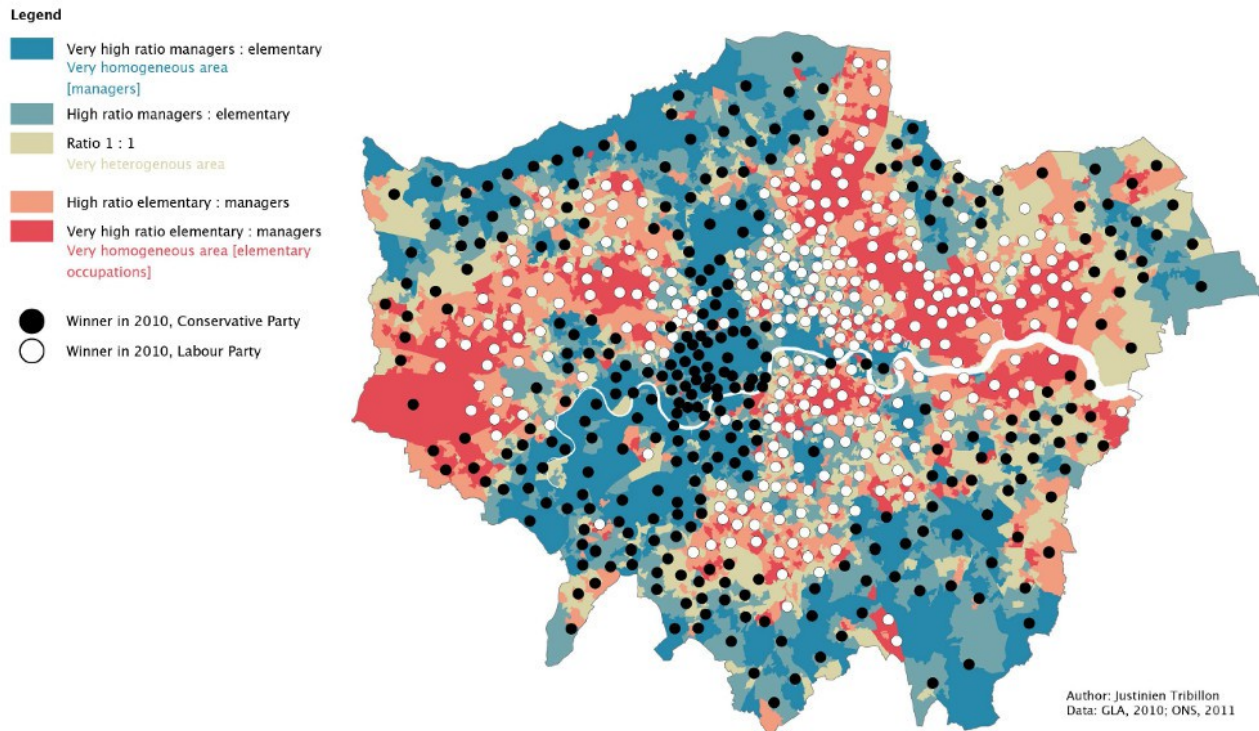 Legend
Very high ratio managers : elementary
Very homogeneous area
[managers]
High ratio managers : elementary
Ratio 1 : 1
Very heterogenous area
High ratio elementary : managers
Very high ratio elementary : managers
Very homogeneous area [elementary
occupations]
Winner in 2010, Conservative Party
Winner in 2010, Labour Party
Author: Justinien Tribillon
Data: GLA, 2010; ONS, 2011